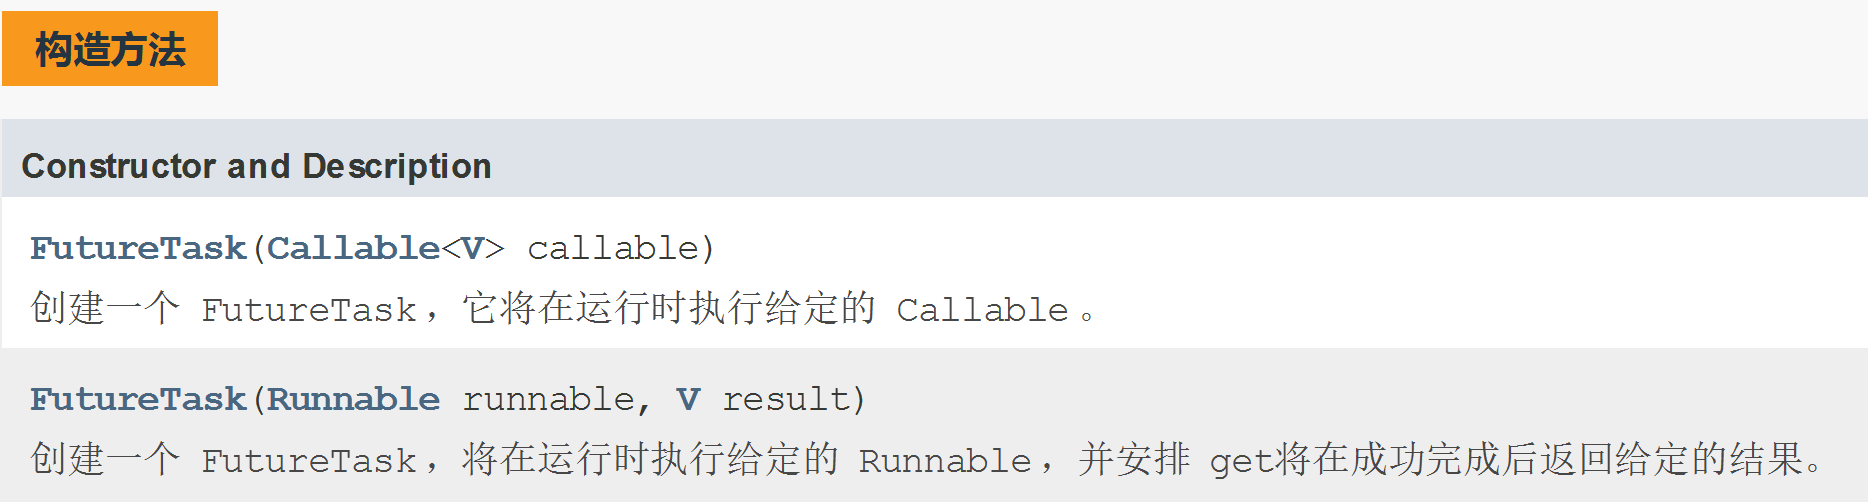 构造方法
Constructor and Description
FutureTask(Callable<V> callable)
创建一个 FutureTask，它将在运行时执行给定的 Callable。
FutureTask(Runnable runnable, V result)
创建一个 FutureTask，将在运行时执行给定的 Runnable，并安排 get将在成功完成后返回给定的结果。